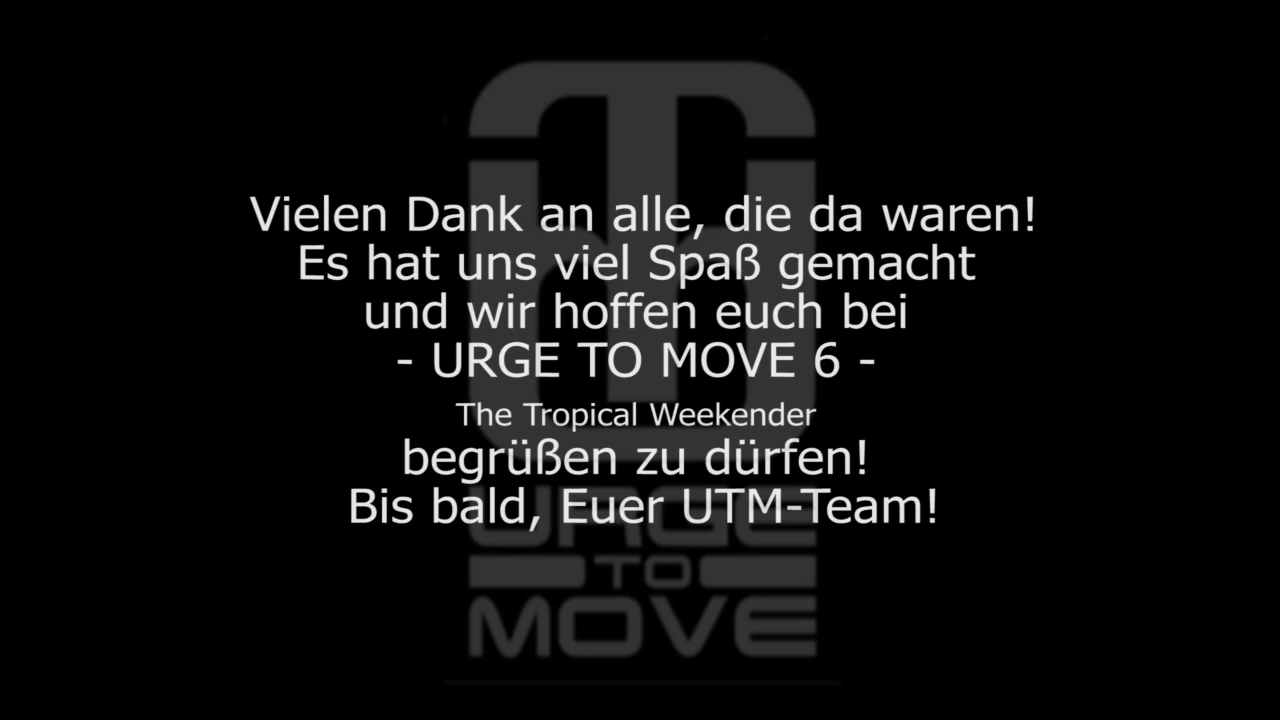 Vielen Dank an alle, die da waren!
Es hat uns viel Spaß gemacht
und wir hoffen euch bei
- URGE TO MOVE 6 -
The Tropical Weekender
begrüßen zu dürfen!
Bis bald, Euer UTM-Team!
URGE
TO
MOVE